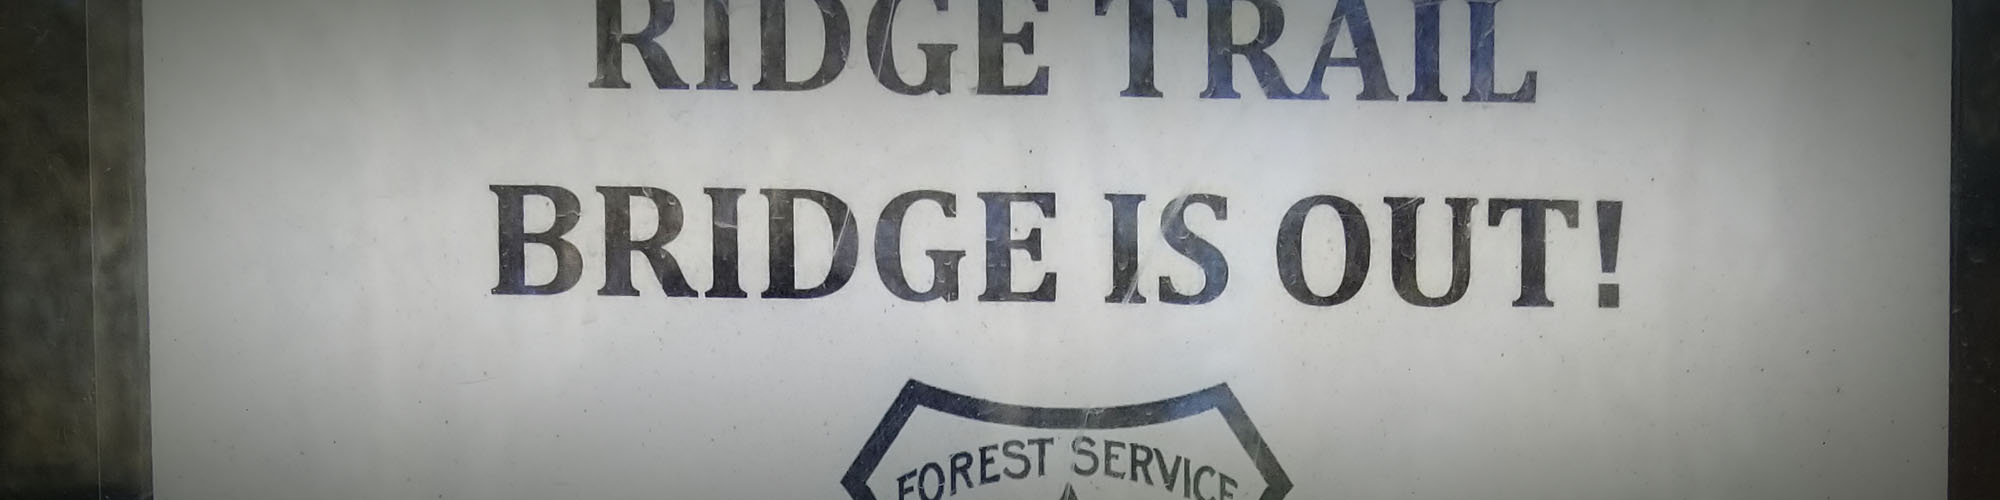 RIDGE TRAIL
BRIDGE IS OUT!
FOREST SERVICE